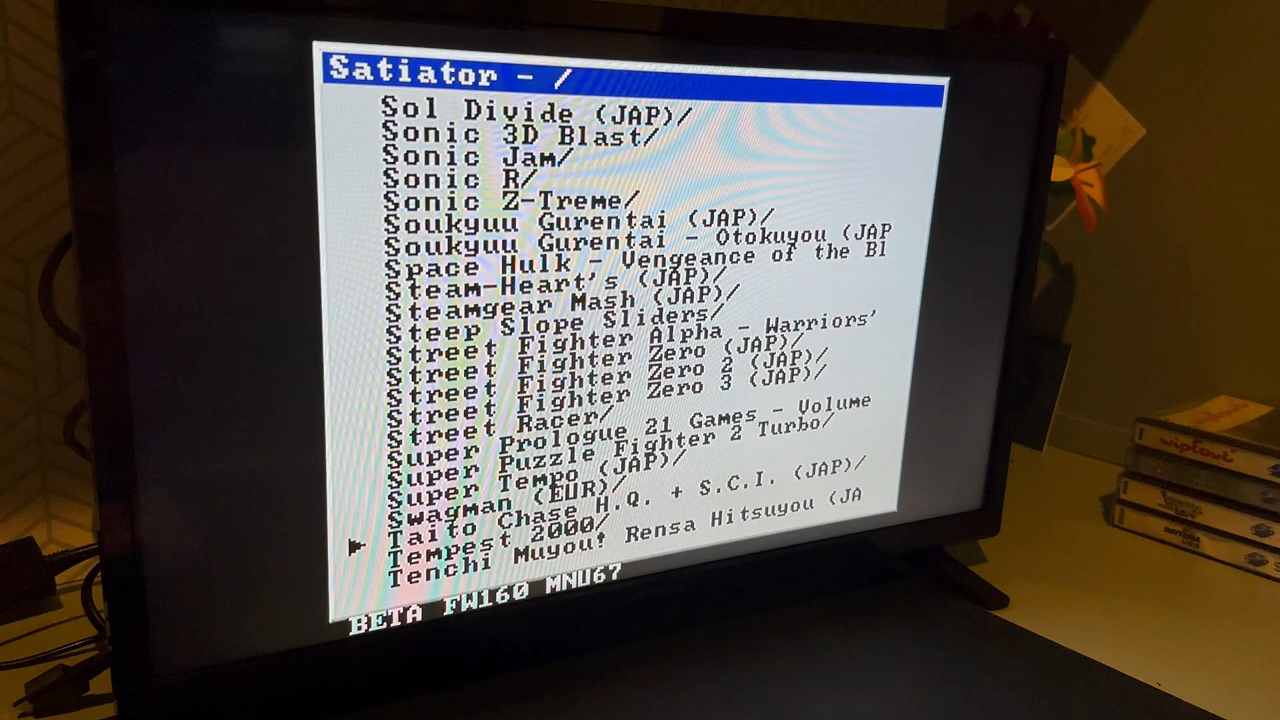 Satiator - /
Sol Divide (JAP)/
Sonic 3D Blast/
Sonic Jam/
Sonic R/
Sonic Z-Treme/
Soukyuu Gurentai (JAP)/
Soukyuu Gurentai - Otokuyou (JAP
Space Hulk - Vengeance of the Bl
Steam-Heart's (JAP)/
Steamgear Mash (JAP)/
Steep Slope Sliders/
Street Fighter Alpha - Warriors'
Street Fighter Zero (JAP)/
Street Fighter Zero 2 (JAP)/
Street Fighter Zero 3 (JAP)/
Street Racer/
Super Prologue 21 Games - Volume
Super Puzzle Fighter 2 Turbo/
Super Tempo (JAP)/
Swagman (EUR)/
Taito Chase H.Q. + S.C.I. (JAP)/
Tempest 2000/
Tenchi Muyou! Rensa Hitsuyou (JA
BETA FW160 MNU67
wipeout
DAYTONA
USA